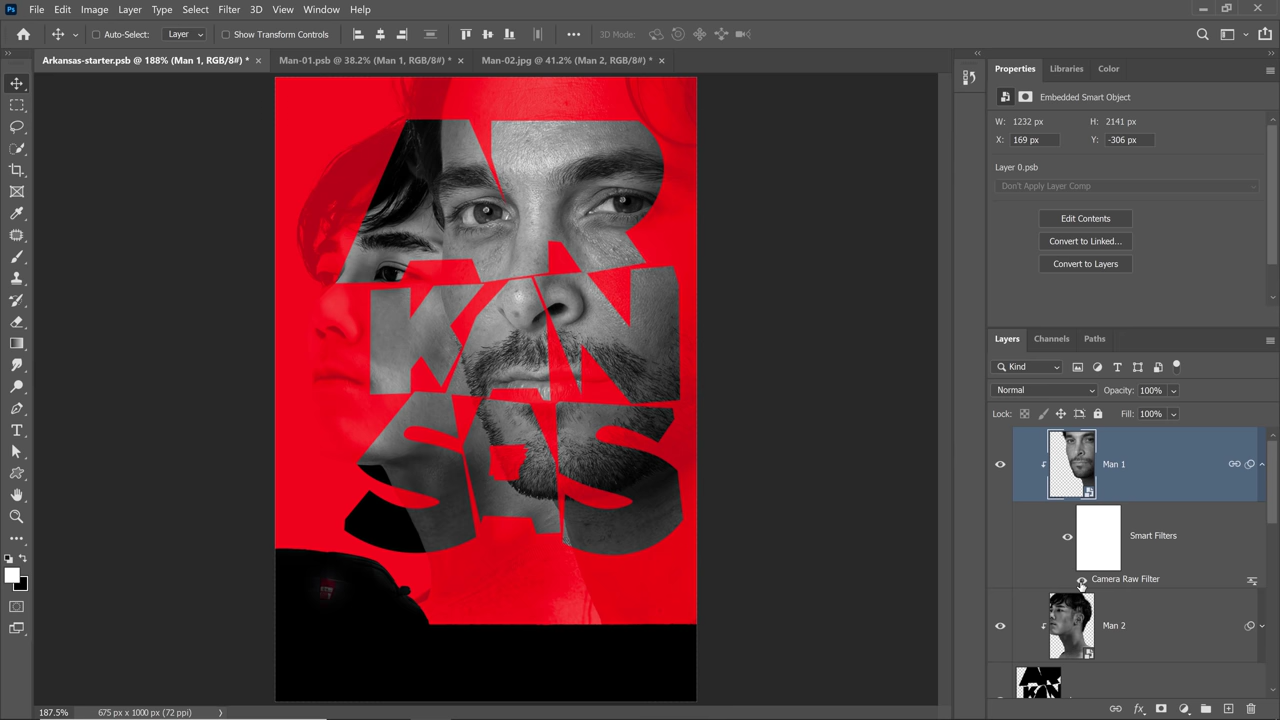 Ps File Edit Image Layer Type Select Filter 3D View Window Help
Auto-Select: Layer Show Transform Controls 3D Mode:
Arkansas-starter.psb @ 188% (Man 1, RGB/8#) * Man-01.psb @ 38.2% (Man 1, RGB/8#) * Man-02.jpg @ 41.2% (Man 2, RGB/8#) *
Properties Libraries Color
Embedded Smart Object
W: 1232 px H: 2141 px
X: 169 px Y: -306 px
Layer 0.psb
Don't Apply Layer Comp
Edit Contents
Convert to Linked...
Convert to Layers
Layers Channels Paths
Kind
Normal Opacity: 100%
Lock: Fill: 100%
Man 1
Smart Filters
Camera Raw Filter
Man 2
AR
KAN
SAS
187.5% 675 px x 1000 px (72 ppi)